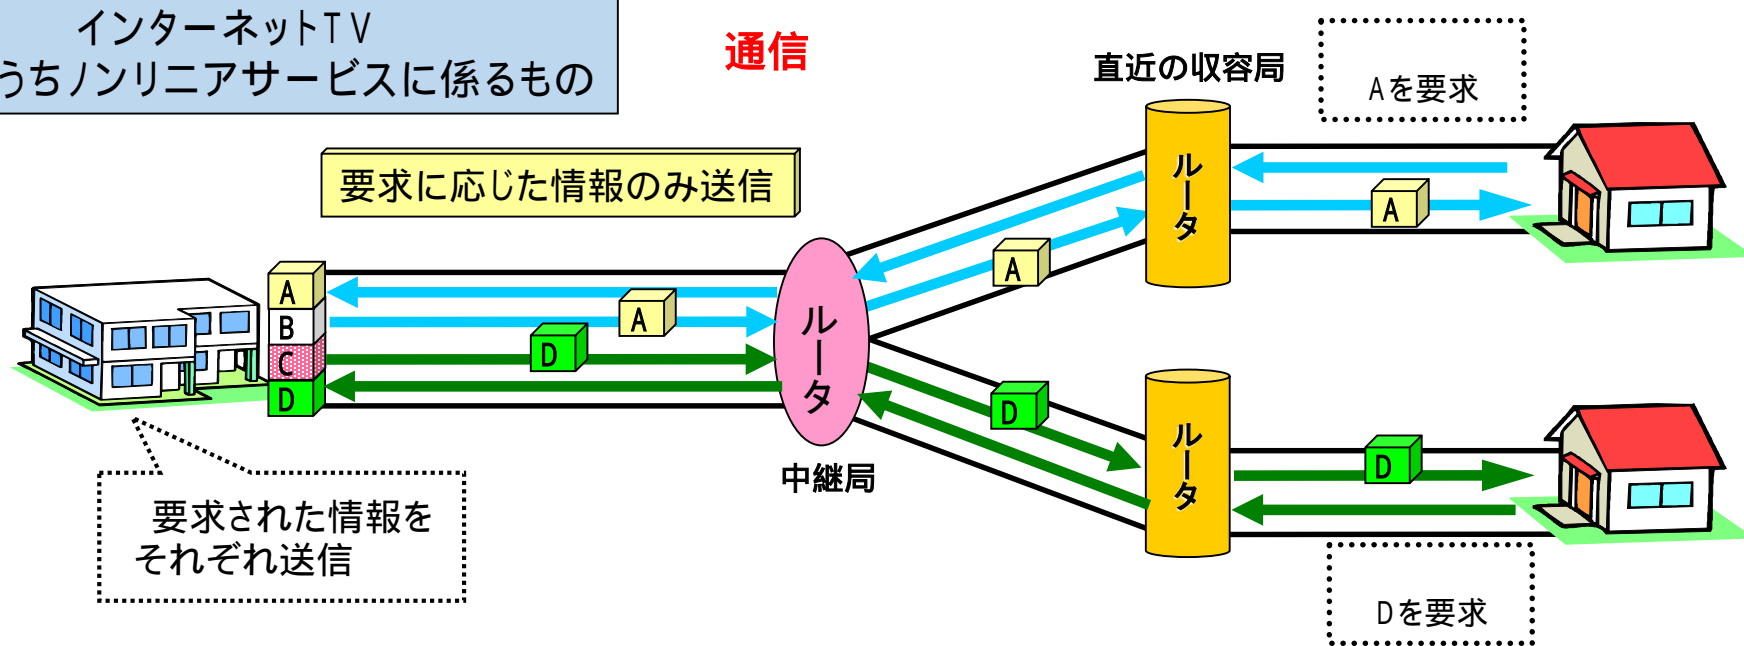 インターネットTV
うちノンリニアサービスに係るもの
通信
直近の収容局
Aを要求
要求に応じた情報のみ送信
ルータ
A
A
A
A
B
C
D
D
ルータ
D
D
ルータ
中継局
要求された情報を
それぞれ送信
Dを要求